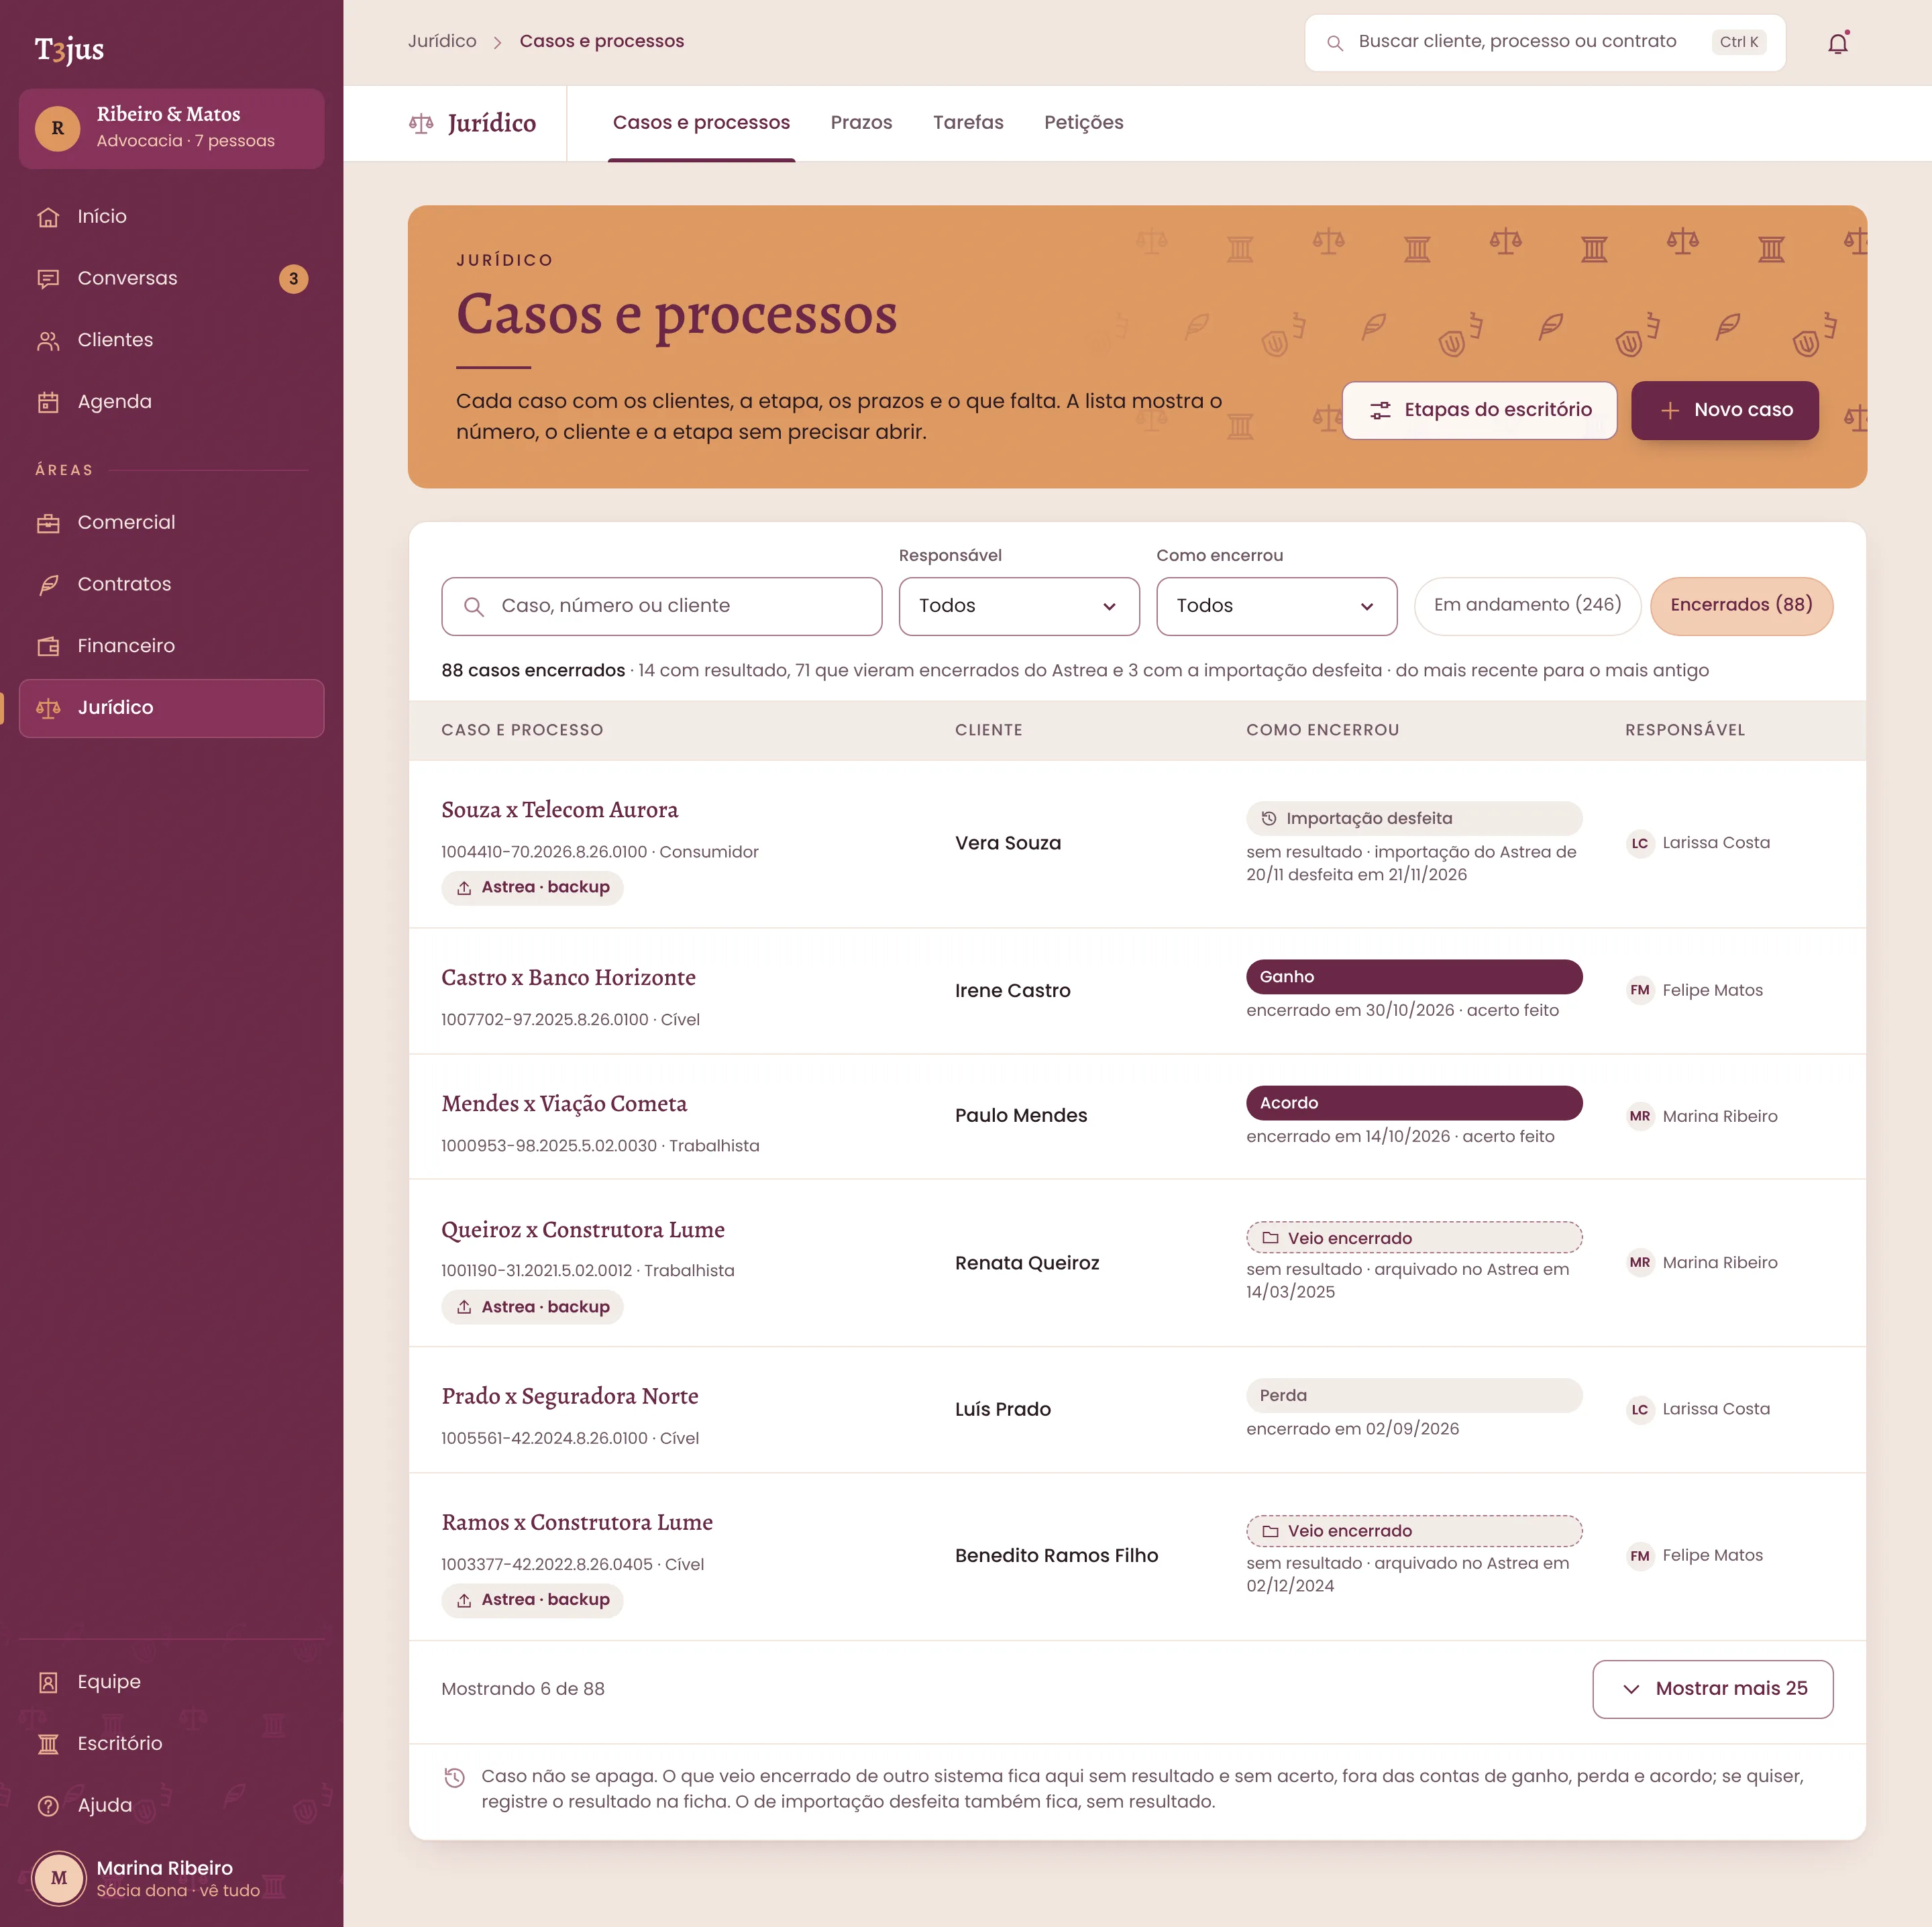 T3jus
R
Ribeiro & Matos
Advocacia · 7 pessoas
Início
Conversas
3
Clientes
Agenda
ÁREAS
Comercial
Contratos
Financeiro
Jurídico
Equipe
Escritório
Ajuda
M
Marina Ribeiro
Sócia dona · vê tudo
Jurídico
Casos e processos
Buscar cliente, processo ou contrato
Ctrl K
Jurídico
Casos e processos
Prazos
Tarefas
Petições
JURÍDICO
Casos e processos
Cada caso com os clientes, a etapa, os prazos e o que falta. A lista mostra o
número, o cliente e a etapa sem precisar abrir.
Etapas do escritório
Novo caso
Caso, número ou cliente
Responsável
Todos
Como encerrou
Todos
Em andamento (246)
Encerrados (88)
88 casos encerrados · 14 com resultado, 71 que vieram encerrados do Astrea e 3 com a importação desfeita · do mais recente para o mais antigo
CASO E PROCESSO
CLIENTE
COMO ENCERROU
RESPONSÁVEL
Souza x Telecom Aurora
1004410-70.2026.8.26.0100 · Consumidor
Astrea · backup
Vera Souza
Importação desfeita
sem resultado · importação do Astrea de
20/11 desfeita em 21/11/2026
LC
Larissa Costa
Castro x Banco Horizonte
1007702-97.2025.8.26.0100 · Cível
Irene Castro
Ganho
encerrado em 30/10/2026 · acerto feito
FM
Felipe Matos
Mendes x Viação Cometa
1000953-98.2025.5.02.0030 · Trabalhista
Paulo Mendes
Acordo
encerrado em 14/10/2026 · acerto feito
MR
Marina Ribeiro
Queiroz x Construtora Lume
1001190-31.2021.5.02.0012 · Trabalhista
Astrea · backup
Renata Queiroz
Veio encerrado
sem resultado · arquivado no Astrea em
14/03/2025
MR
Marina Ribeiro
Prado x Seguradora Norte
1005561-42.2024.8.26.0100 · Cível
Luís Prado
Perda
encerrado em 02/09/2026
LC
Larissa Costa
Ramos x Construtora Lume
1003377-42.2022.8.26.0405 · Cível
Astrea · backup
Benedito Ramos Filho
Veio encerrado
sem resultado · arquivado no Astrea em
02/12/2024
FM
Felipe Matos
Mostrando 6 de 88
Mostrar mais 25
Caso não se apaga. O que veio encerrado de outro sistema fica aqui sem resultado e sem acerto, fora das contas de ganho, perda e acordo; se quiser,
registre o resultado na ficha. O de importação desfeita também fica, sem resultado.